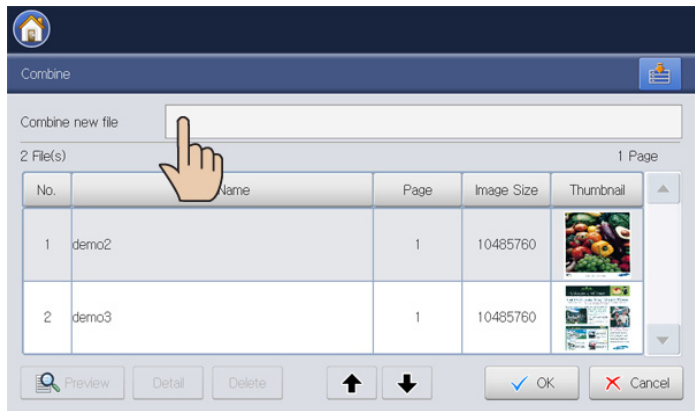 Combine
Combine new file
2 File(s) 1 Page
No. Name Page Image Size Thumbnail
1 demo2 1 10485760
2 demo3 1 10485760
Preview Detail Delete OK Cancel